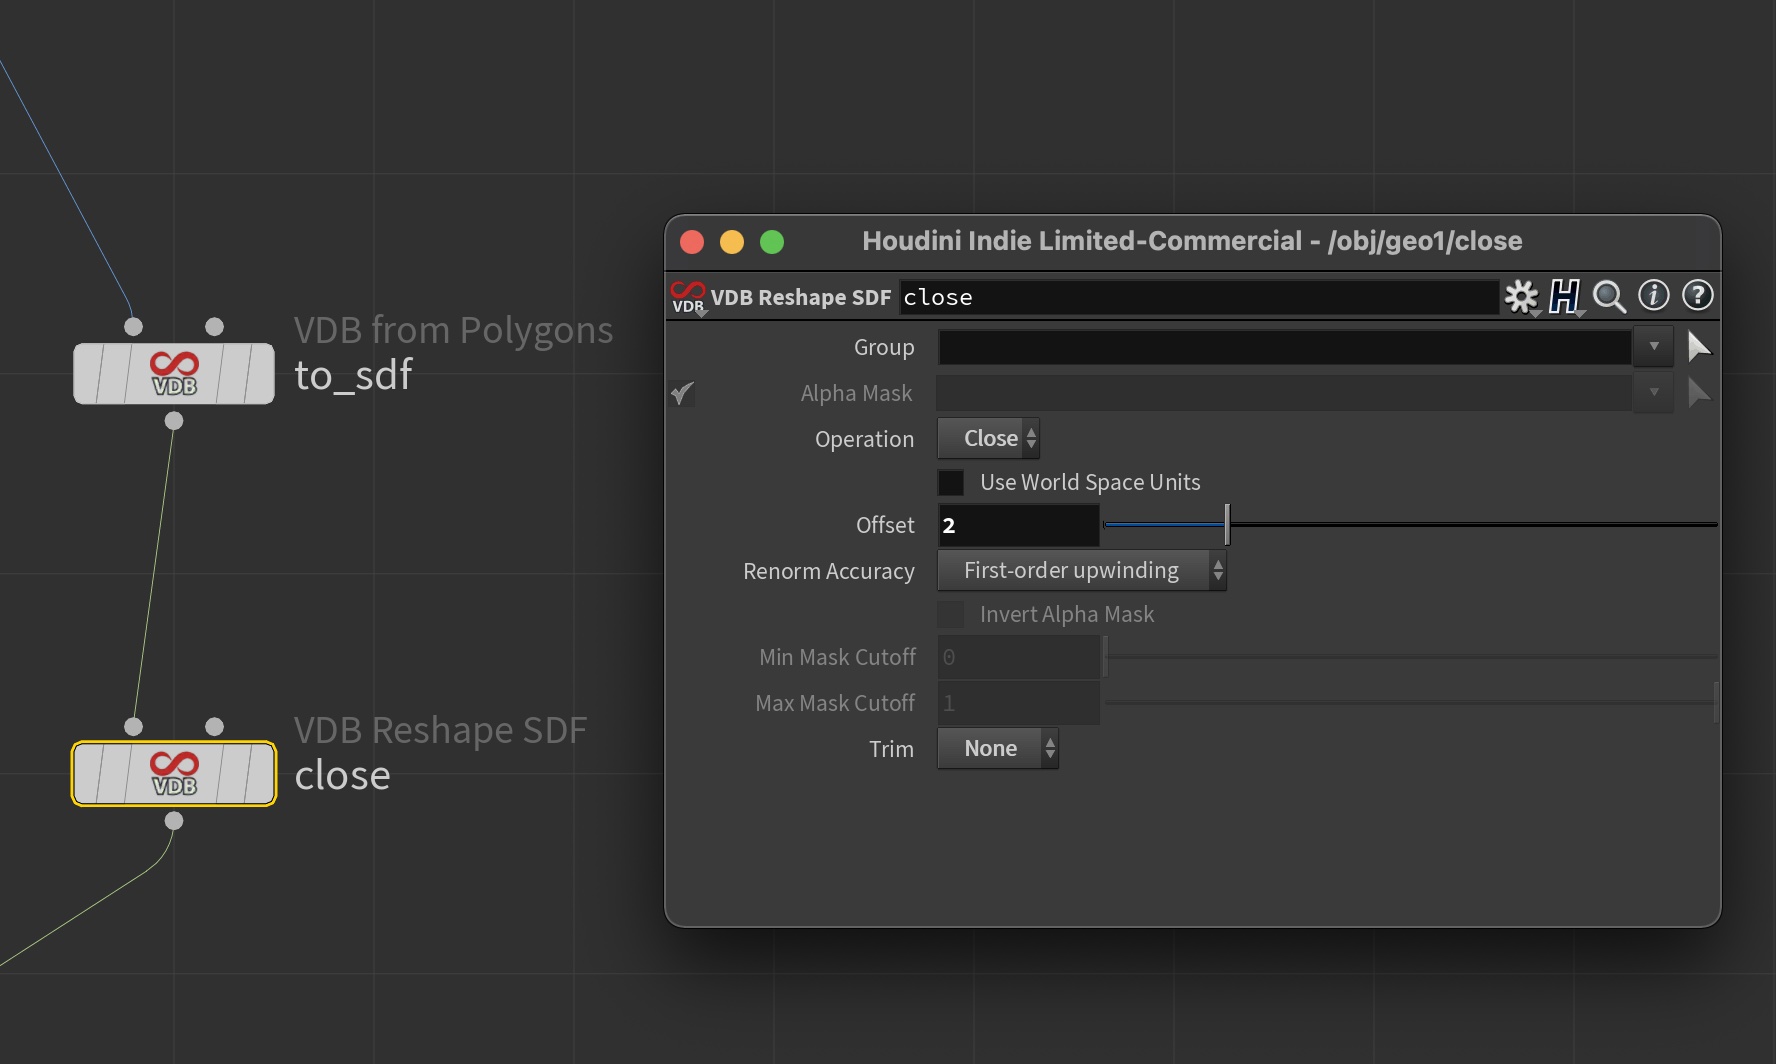 VDB from Polygons
VDB
to_sdf
VDB Reshape SDF
VDB
close
Houdini Indie Limited-Commercial - /obj/geo1/close
VDB
VDB Reshape SDF
close
H
i
?
Group
Alpha Mask
Operation
Close
Use World Space Units
Offset
2
Renorm Accuracy
First-order upwinding
Invert Alpha Mask
Min Mask Cutoff
0
Max Mask Cutoff
1
Trim
None